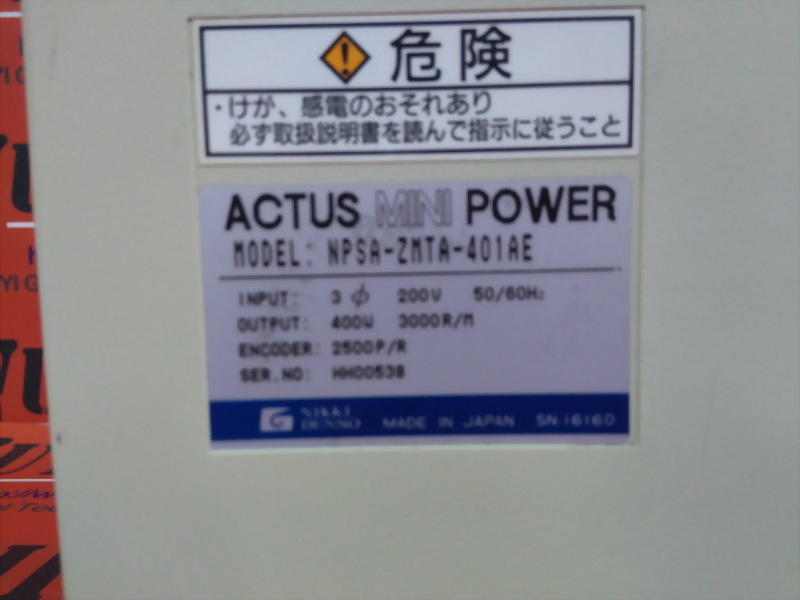 危険
・けが、感電のおそれあり
必ず取扱説明書を読んで指示に従うこと
ACTUS MINI POWER
MODEL: NPSA-ZMTA-401AE
INPUT: 3φ 200V 50/60Hz
OUTPUT: 400W 3000R/M
ENCODER: 2500P/R
SER.NO: HH00538
NIKKI
DENSO
MADE IN JAPAN SN-16160